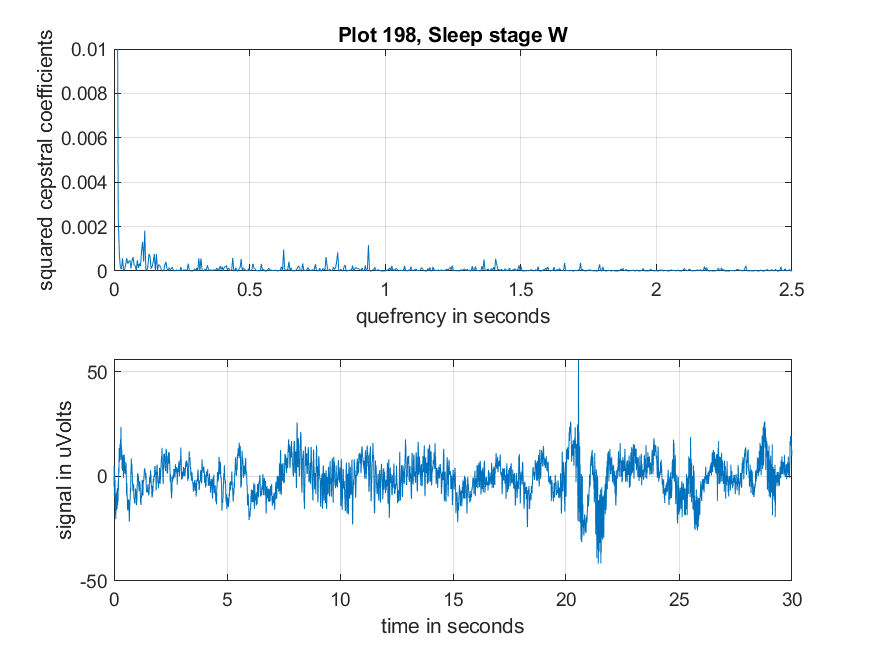 Plot 198, Sleep stage W
squared cepstral coefficients
0.01
0.008
0.006
0.004
0.002
0
0 0.5 1 1.5 2 2.5
quefrency in seconds
signal in uVolts
50
0
-50
0 5 10 15 20 25 30
time in seconds